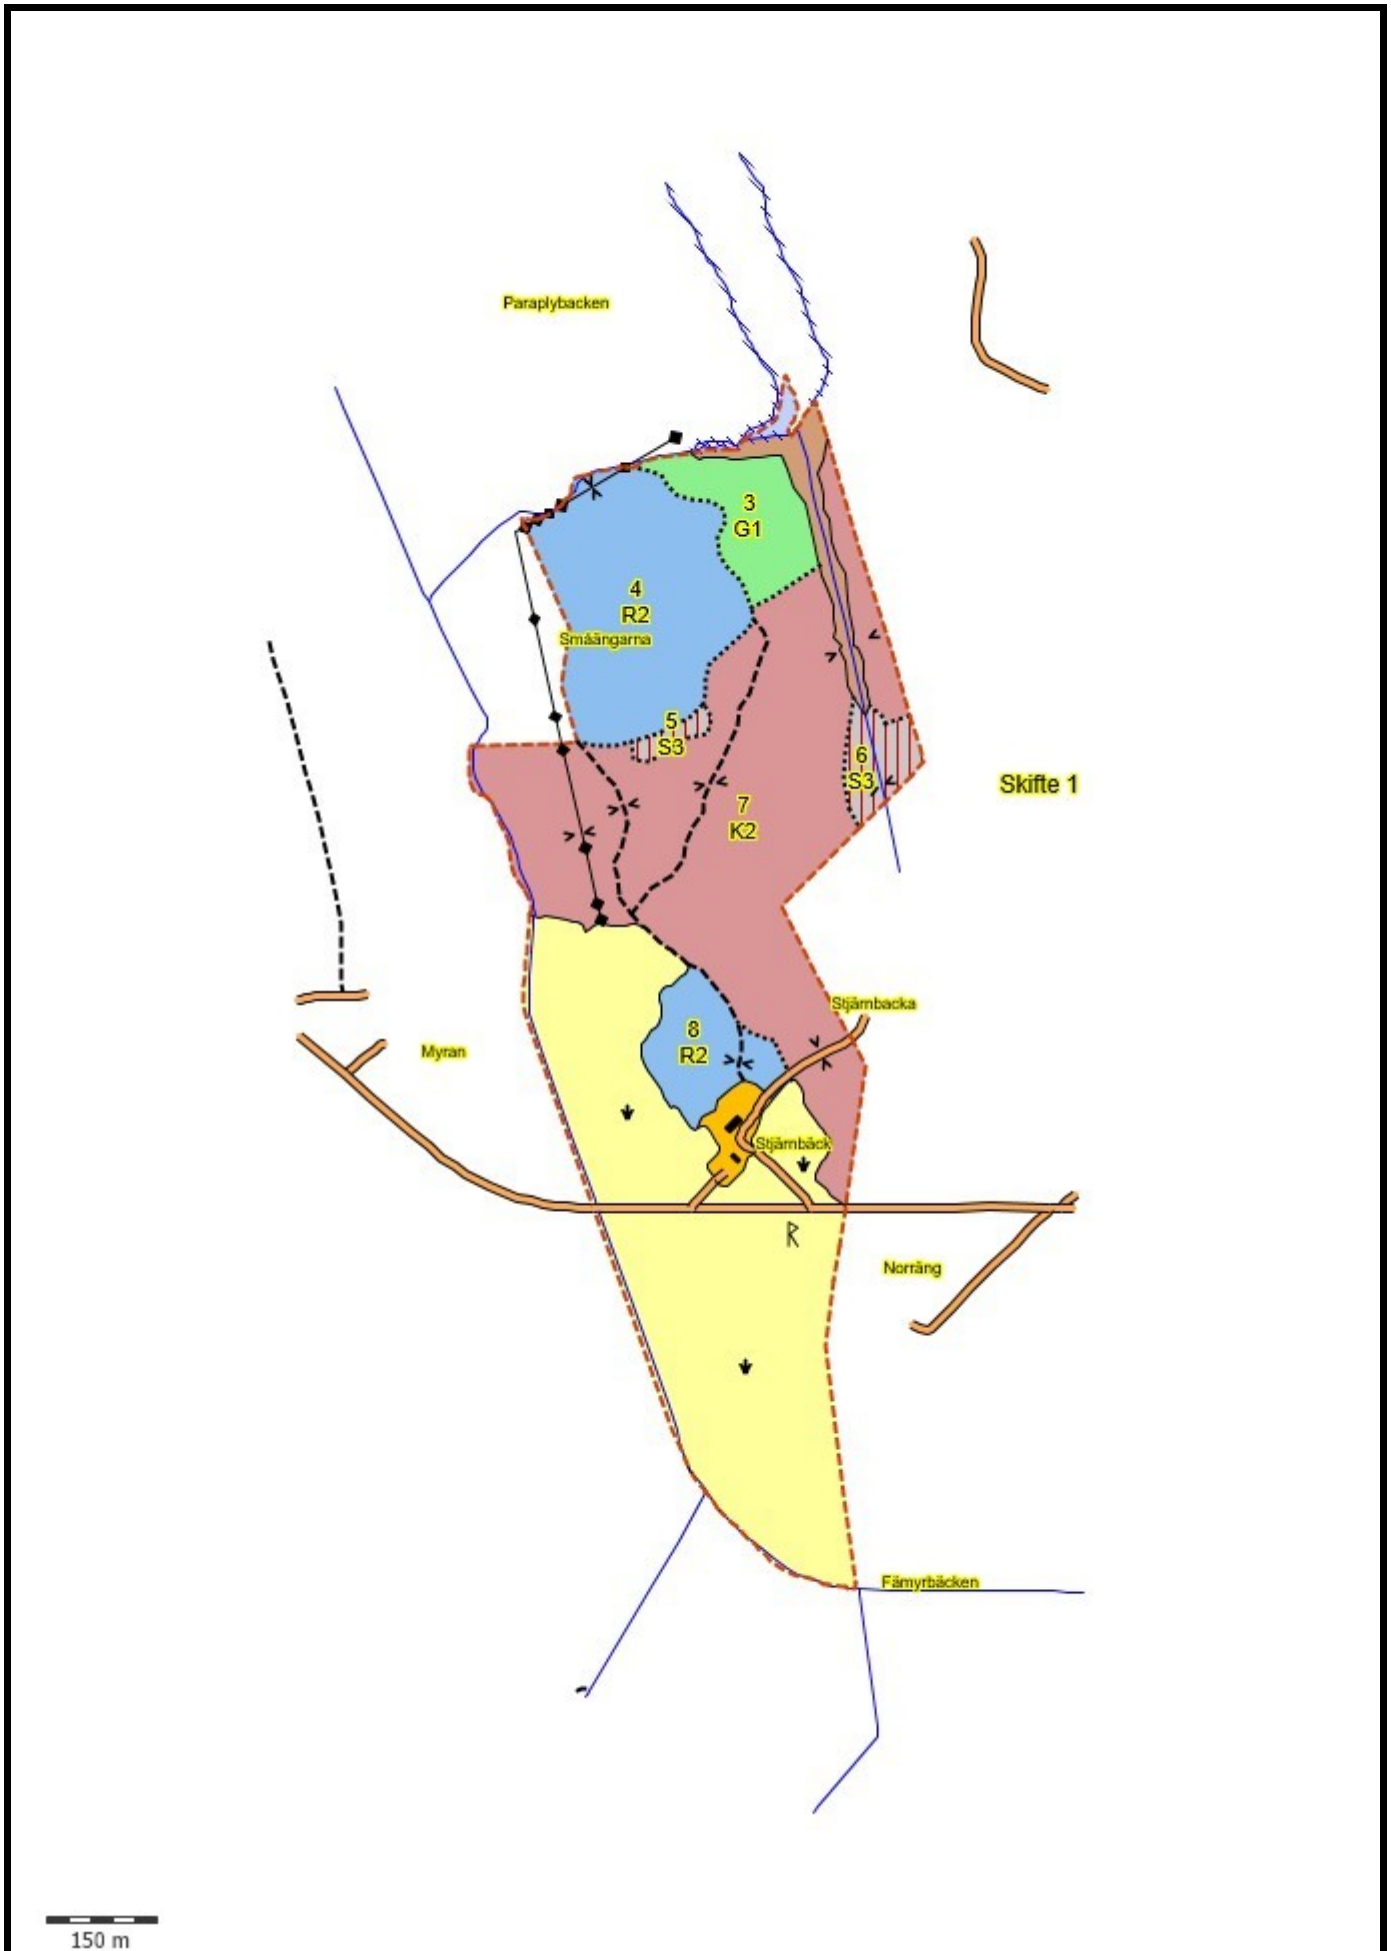 Paraplybacken
3
G1
4
R2
Småängarna
5
S3
6
S3
Skifte 1
7
K2
Stjärnbacka
8
R2
Myran
Stjärnbäck
Norräng
Fämyrbäcken
150 m